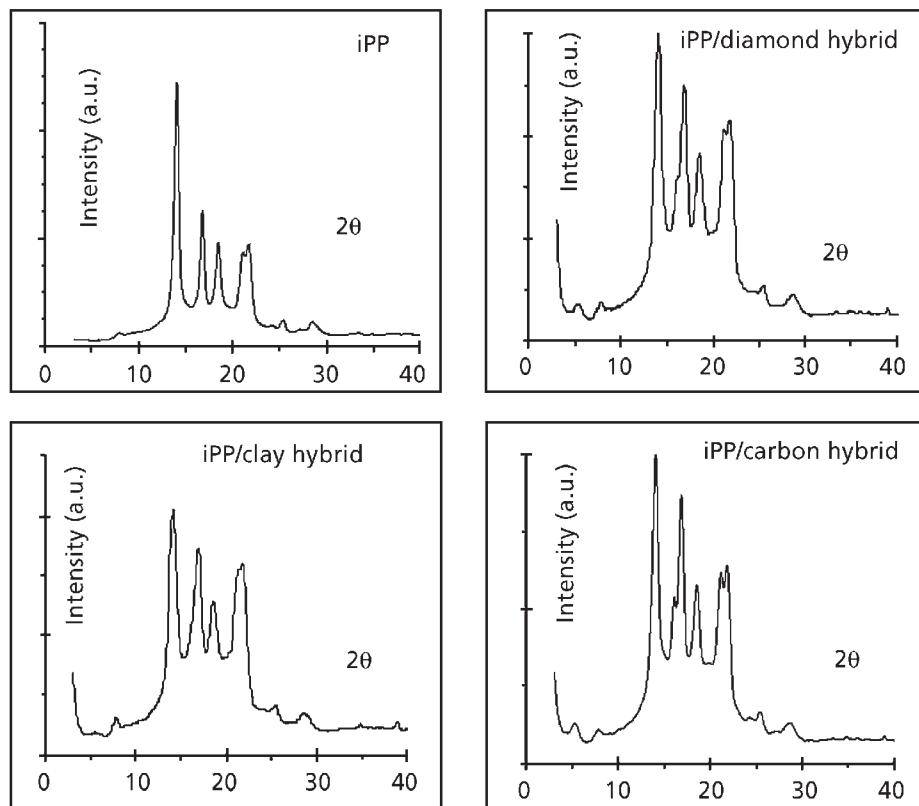 iPP
Intensity (a.u.)
2θ
0 10 20 30 40
iPP/diamond hybrid
Intensity (a.u.)
2θ
0 10 20 30 40
iPP/clay hybrid
Intensity (a.u.)
2θ
0 10 20 30 40
iPP/carbon hybrid
Intensity (a.u.)
2θ
0 10 20 30 40